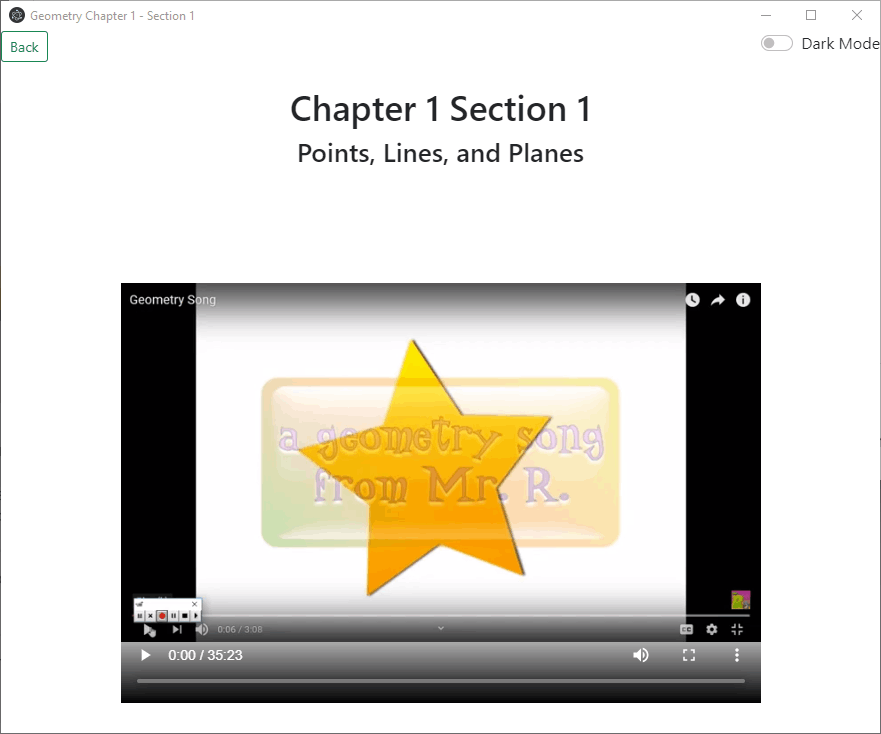 Geometry Chapter 1 - Section 1
Back
Dark Mode
Chapter 1 Section 1
Points, Lines, and Planes
Geometry Song
a geometry song
from Mr. R.
0:06 / 3:08
CC
0:00 / 35:23